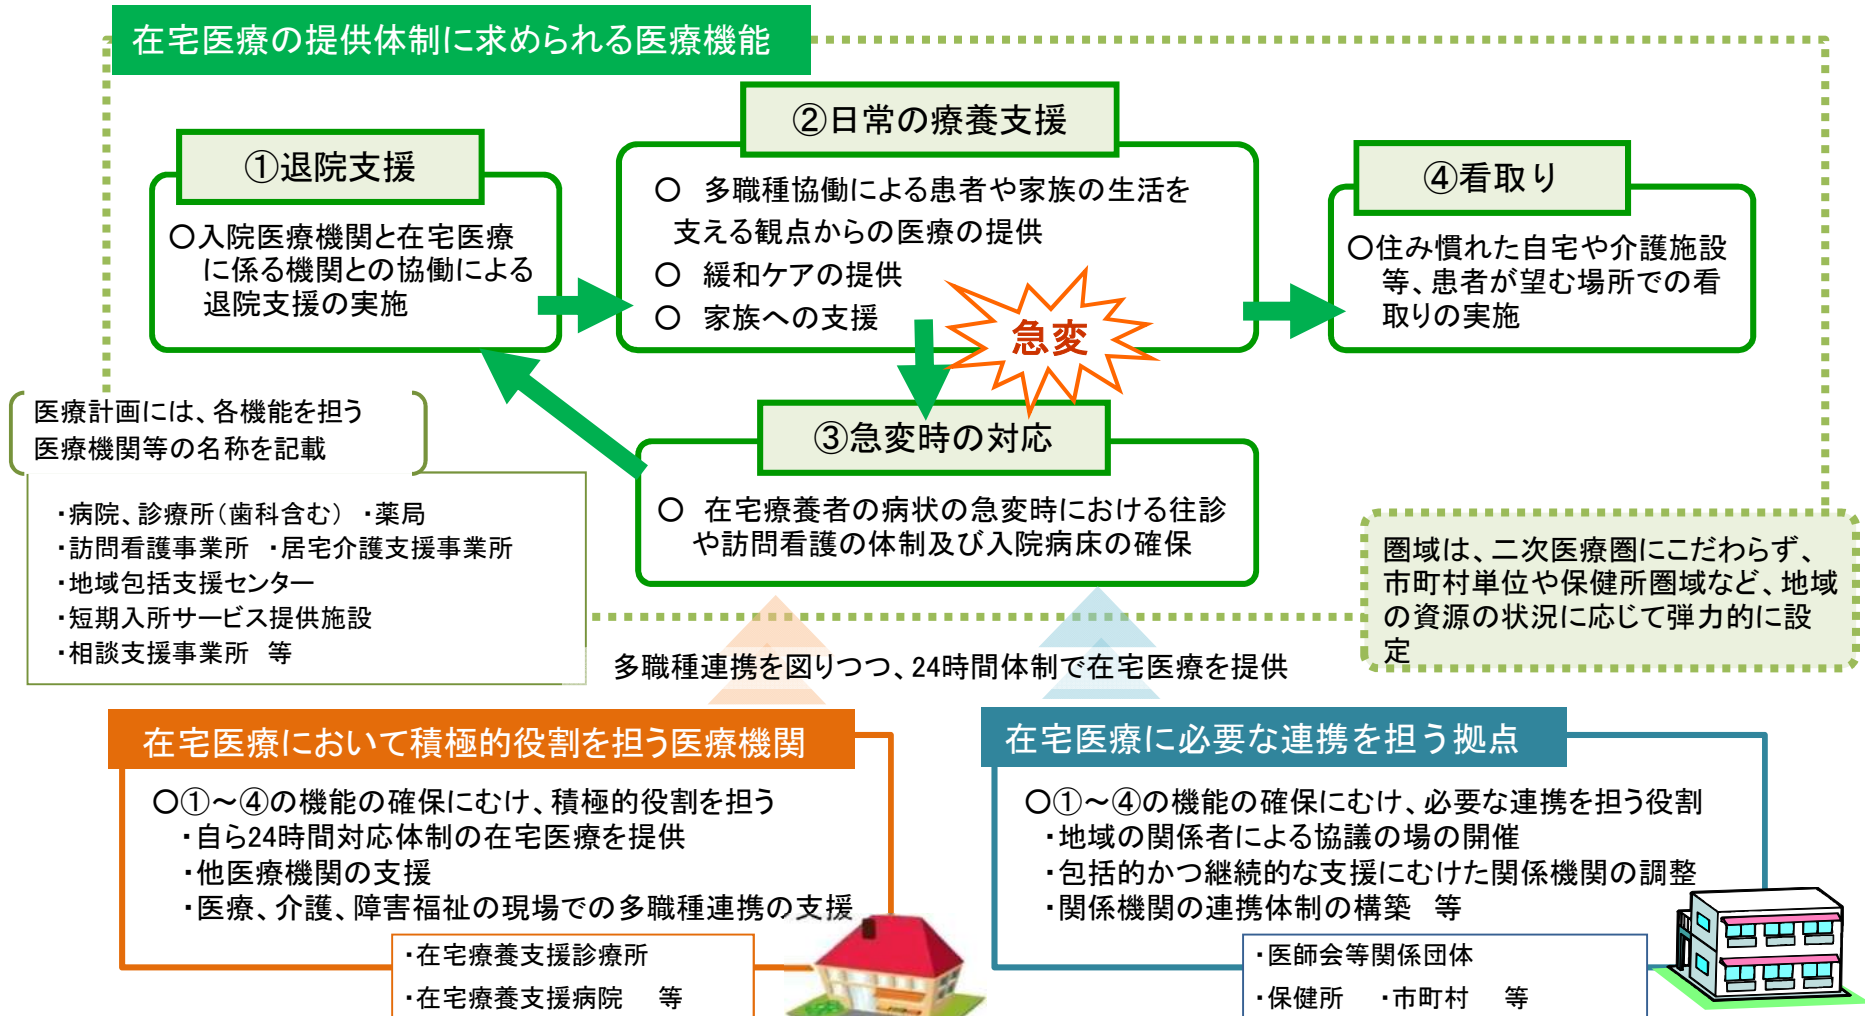 在宅医療の提供体制に求められる医療機能
①退院支援
〇入院医療機関と在宅医療
に係る機関との協働による
退院支援の実施
②日常の療養支援
〇 多職種協働による患者や家族の生活を
支える観点からの医療の提供
〇 緩和ケアの提供
〇 家族への支援
急変
④看取り
〇住み慣れた自宅や介護施設
等、患者が望む場所での看
取りの実施
③急変時の対応
〇 在宅療養者の病状の急変時における往診
や訪問看護の体制及び入院病床の確保
医療計画には、各機能を担う
医療機関等の名称を記載
・病院、診療所(歯科含む) ・薬局
・訪問看護事業所 ・居宅介護支援事業所
・地域包括支援センター
・短期入所サービス提供施設
・相談支援事業所 等
圏域は、二次医療圏にこだわらず、
市町村単位や保健所圏域など、地域
の資源の状況に応じて弾力的に設
定
多職種連携を図りつつ、24時間体制で在宅医療を提供
在宅医療において積極的役割を担う医療機関
〇①～④の機能の確保にむけ、積極的役割を担う
・自ら24時間対応体制の在宅医療を提供
・他医療機関の支援
・医療、介護、障害福祉の現場での多職種連携の支援
・在宅療養支援診療所
・在宅療養支援病院 等
在宅医療に必要な連携を担う拠点
〇①～④の機能の確保にむけ、必要な連携を担う役割
・地域の関係者による協議の場の開催
・包括的かつ継続的な支援にむけた関係機関の調整
・関係機関の連携体制の構築 等
・医師会等関係団体
・保健所 ・市町村 等